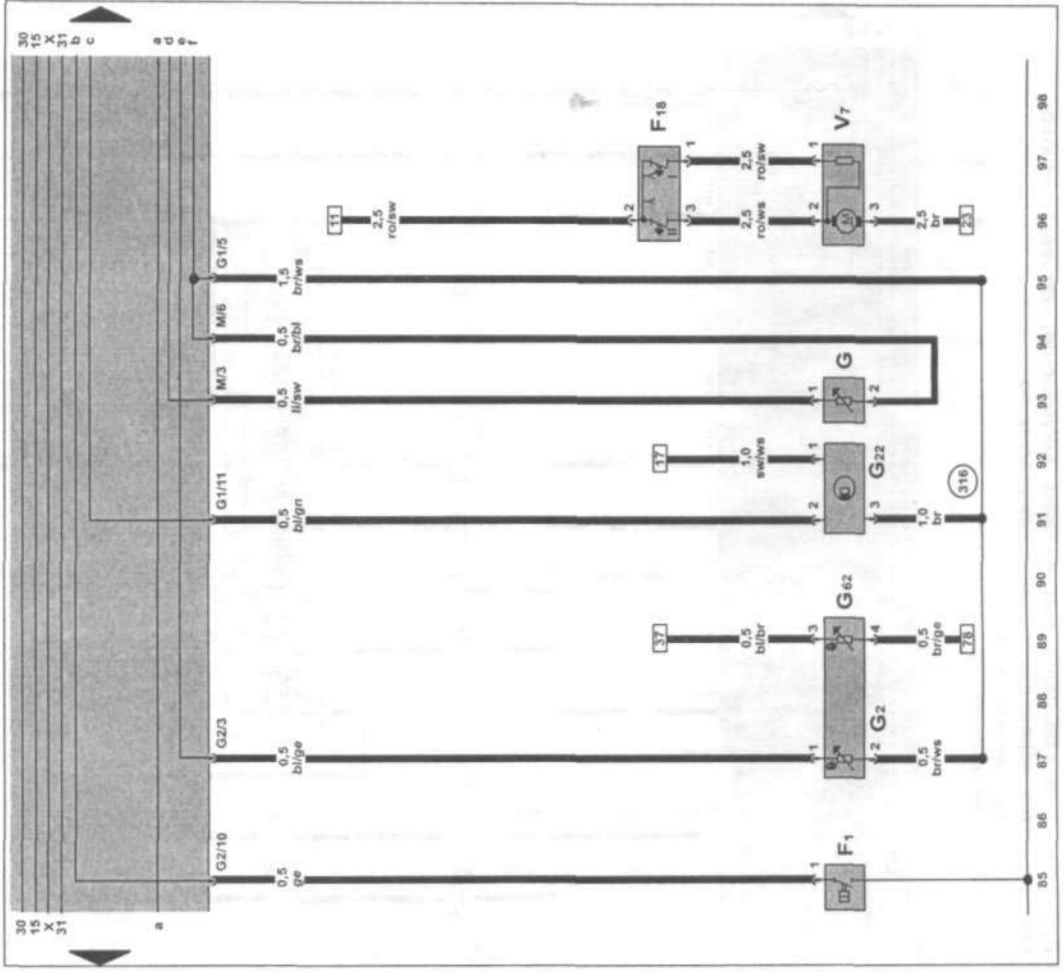 30
15
X
31
b
c
a
d
e
f
30
15
X
31
a
G2/10
0,5
ge
1
F1
G2/3
0,5
bl/ge
1
2
G2
0,5
br/ws
37
0,5
bl/br
3
4
G62
0,5
br/ge
78
G1/11
0,5
bl/gn
2
3
1,0
br
17
1,0
sw/ws
1
G22
316
M/3
0,5
li/sw
1
2
G
M/6
0,5
br/bl
G1/5
1,5
br/ws
11
2,5
ro/sw
2
I
II
F18
3
1
2,5
ro/ws
2,5
ro/sw
2
1
M
V7
3
2,5
br
23
85
86
87
88
89
90
91
92
93
94
95
96
97
98